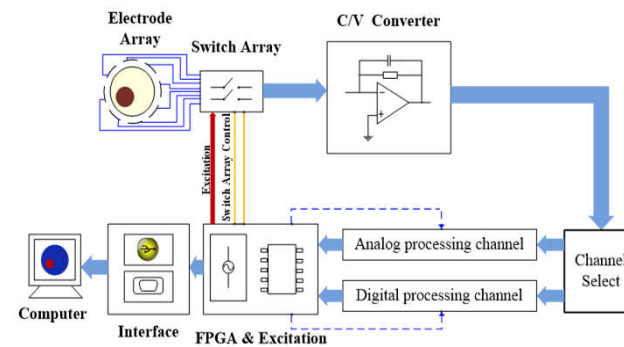 Electrode
Array
Switch Array
C/V Converter
Excitation
Switch Array Control
Analog processing channel
Digital processing channel
Channel
Select
Computer
Interface
FPGA & Excitation